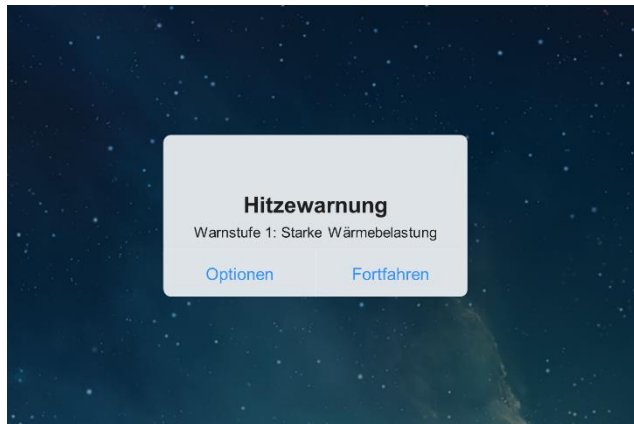 Hitzewarnung
Warnstufe 1: Starke Wärmebelastung
Optionen
Fortfahren